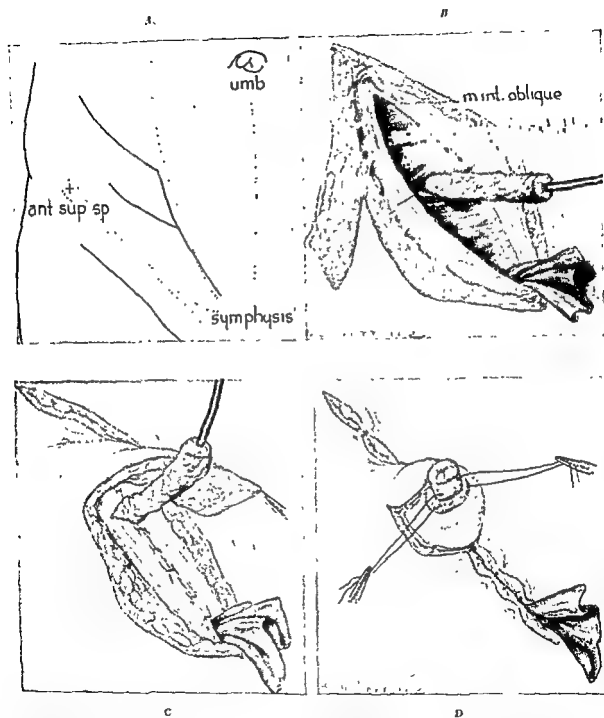 A.
B
umb
m int. oblique
ant sup sp
symphysis
C
D